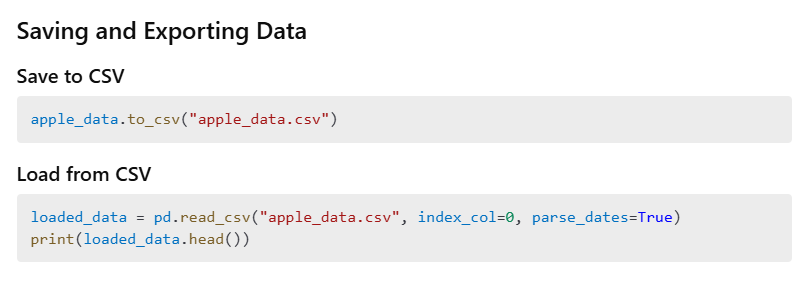 Saving and Exporting Data
Save to CSV
apple_data.to_csv("apple_data.csv")
Load from CSV
loaded_data = pd.read_csv("apple_data.csv", index_col=0, parse_dates=True)
print(loaded_data.head())